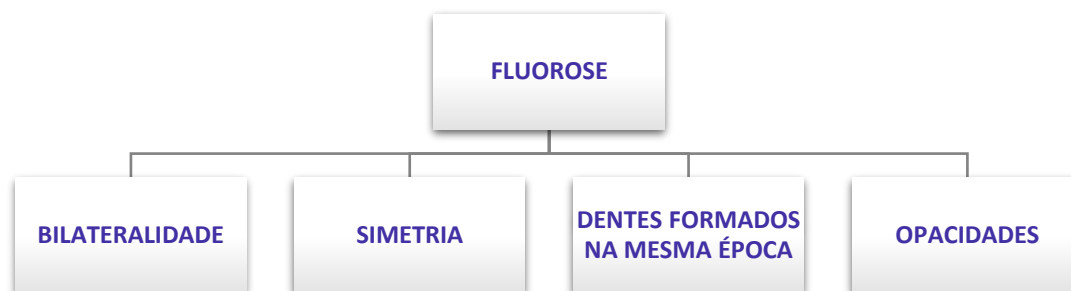 FLUOROSE
BILATERALIDADE
SIMETRIA
DENTES FORMADOS
NA MESMA ÉPOCA
OPACIDADES